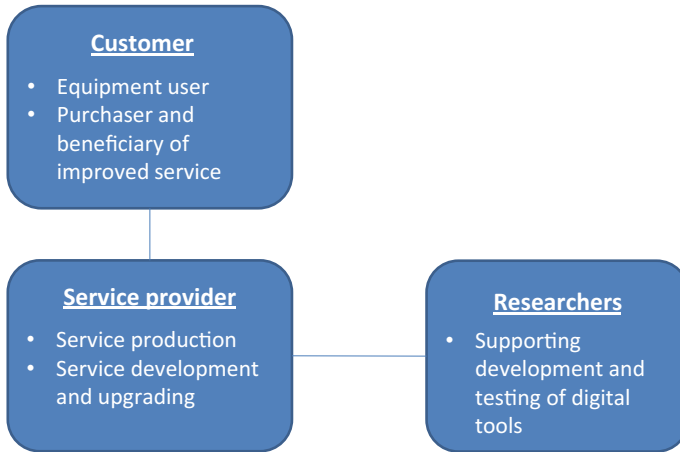 Customer
• Equipment user
• Purchaser and
beneficiary of
improved service
Service provider
• Service production
• Service development
and upgrading
Researchers
• Supporting
development and
testing of digital
tools